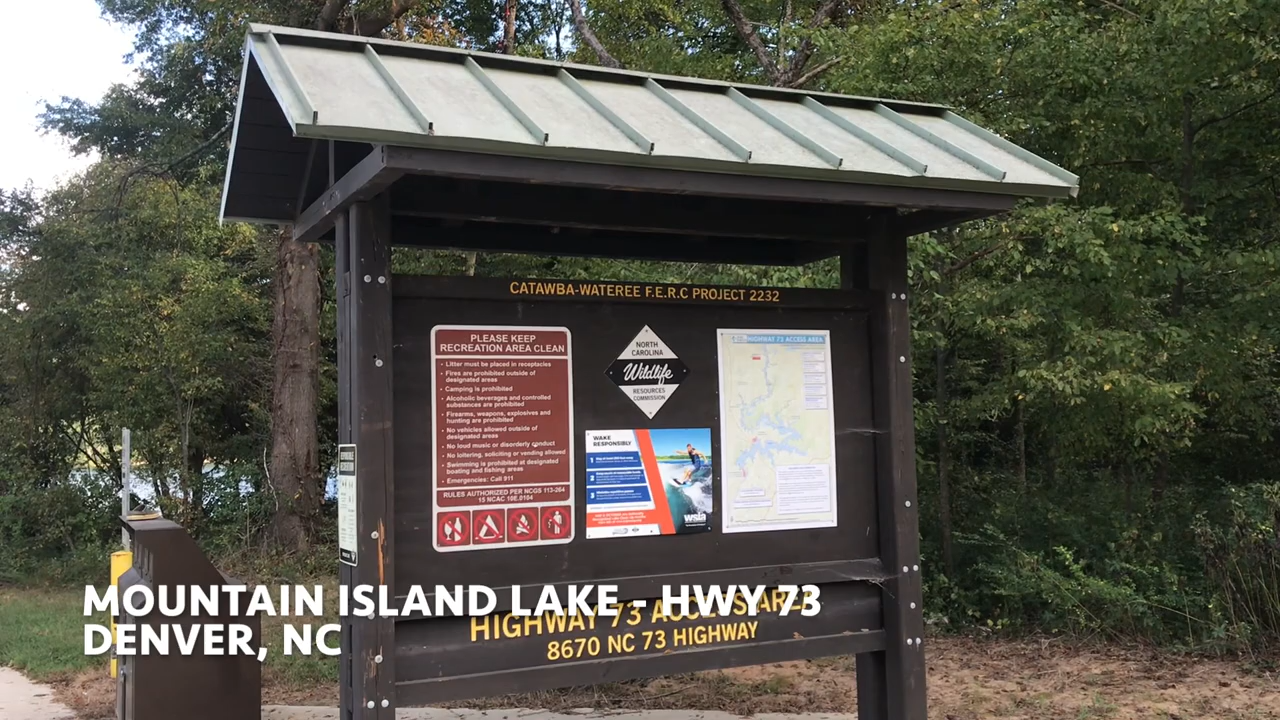 CATAWBA-WATEREE F.E.R.C PROJECT 2232
PLEASE KEEP
RECREATION AREA CLEAN
• Litter must be placed in receptacles
• Fires are prohibited outside of
designated areas
• Camping is prohibited
• Alcoholic beverages and controlled
substances are prohibited
• Firearms, weapons, explosives and
hunting are prohibited
• No vehicles allowed outside of
designated areas
• No loud music or disorderly conduct
• No loitering, soliciting or vending allowed
• Swimming is prohibited at designated
boating and fishing areas
• Emergencies: Call 911
RULES AUTHORIZED PER NCGS 113-264
15 NCAC 10E.0104
NORTH
CAROLINA
Wildlife
RESOURCES
COMMISSION
WAKE
RESPONSIBLY
1
2
3
wsia
HIGHWAY 73 ACCESS AREA
HIGHWAY 73 ACCESS AREA
8670 NC 73 HIGHWAY
MOUNTAIN ISLAND LAKE - HWY 73
DENVER, NC